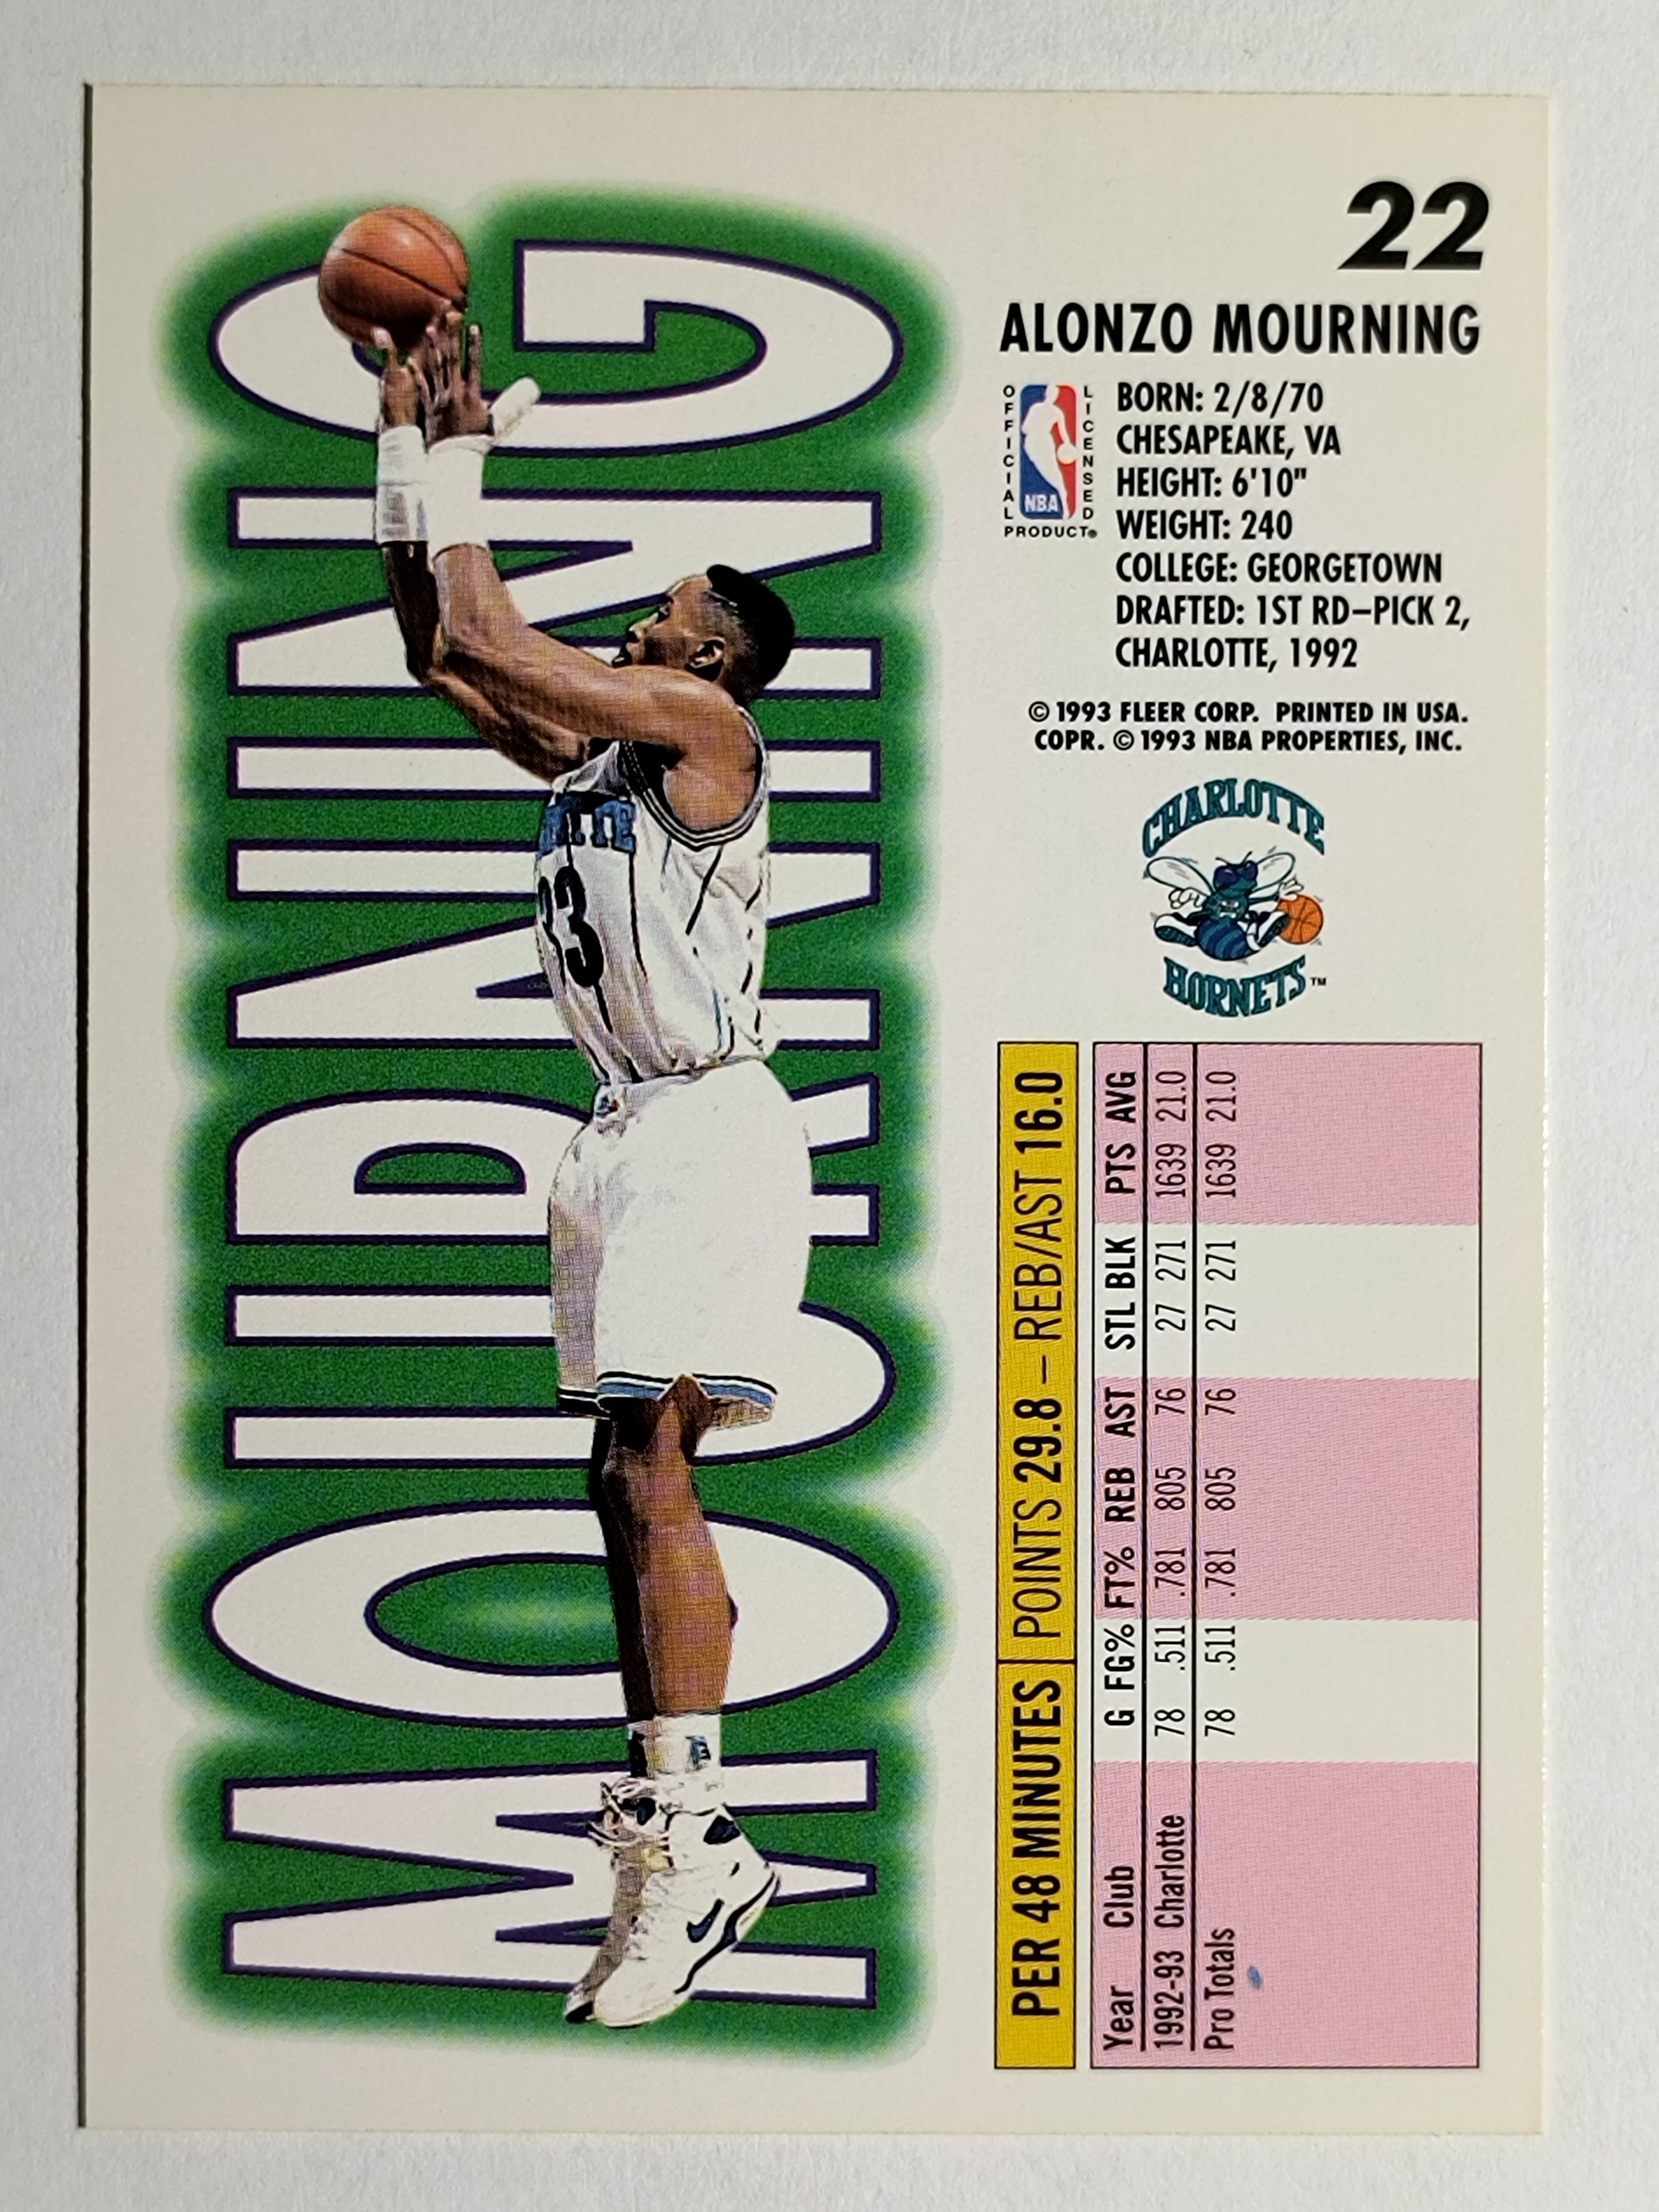 22
ALONZO MOURNING
OFFICIAL LICENSED
NBA
PRODUCT®
BORN: 2/8/70
CHESAPEAKE, VA
HEIGHT: 6'10"
WEIGHT: 240
COLLEGE: GEORGETOWN
DRAFTED: 1ST RD–PICK 2,
CHARLOTTE, 1992
© 1993 FLEER CORP. PRINTED IN USA.
COPR. © 1993 NBA PROPERTIES, INC.
CHARLOTTE
HORNETS™
MOURNING
33
PER 48 MINUTES POINTS 29.8 – REB/AST 16.0
Year Club G FG% FT% REB AST STL BLK PTS AVG
1992-93 Charlotte 78 .511 .781 805 76 27 271 1639 21.0
Pro Totals 78 .511 .781 805 76 27 271 1639 21.0